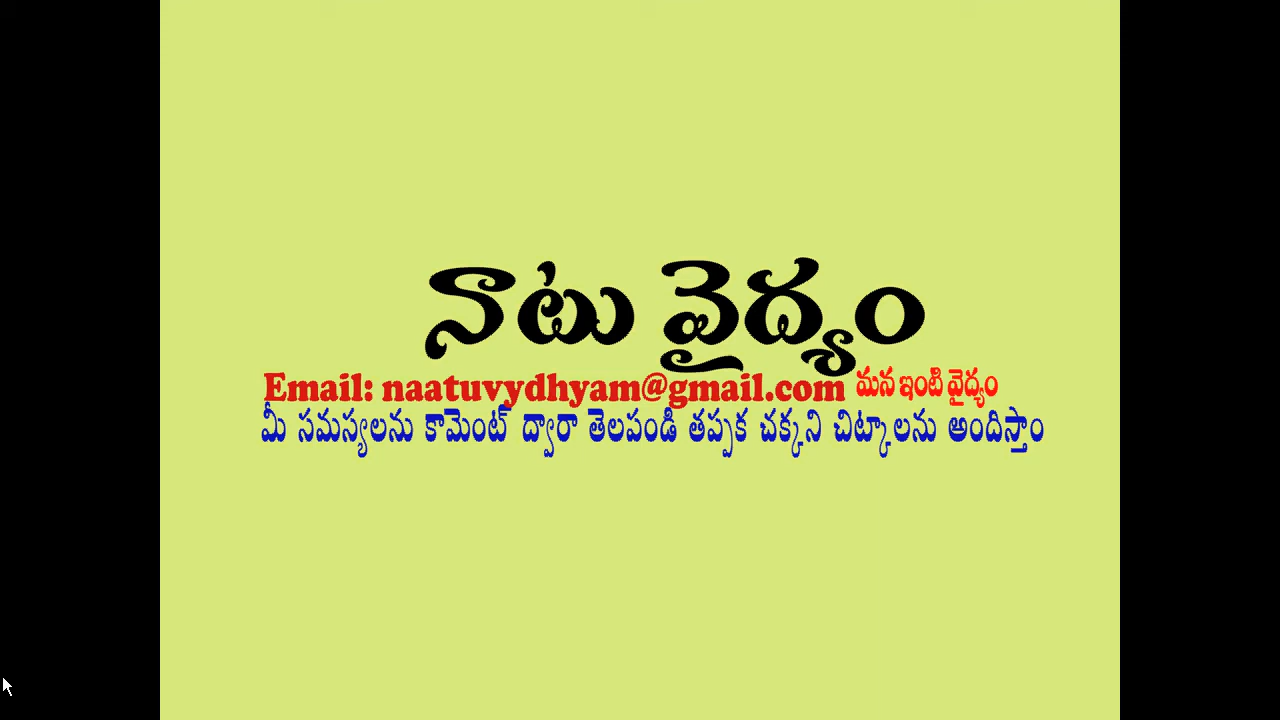 నాటు వైద్యం
Email: naatuvydhyam@gmail.com మన ఇంటి వైద్యం
మీ సమస్యలను కామెంట్ ద్వారా తెలపండి తప్పక చక్కని చిట్కాలను అందిస్తాం